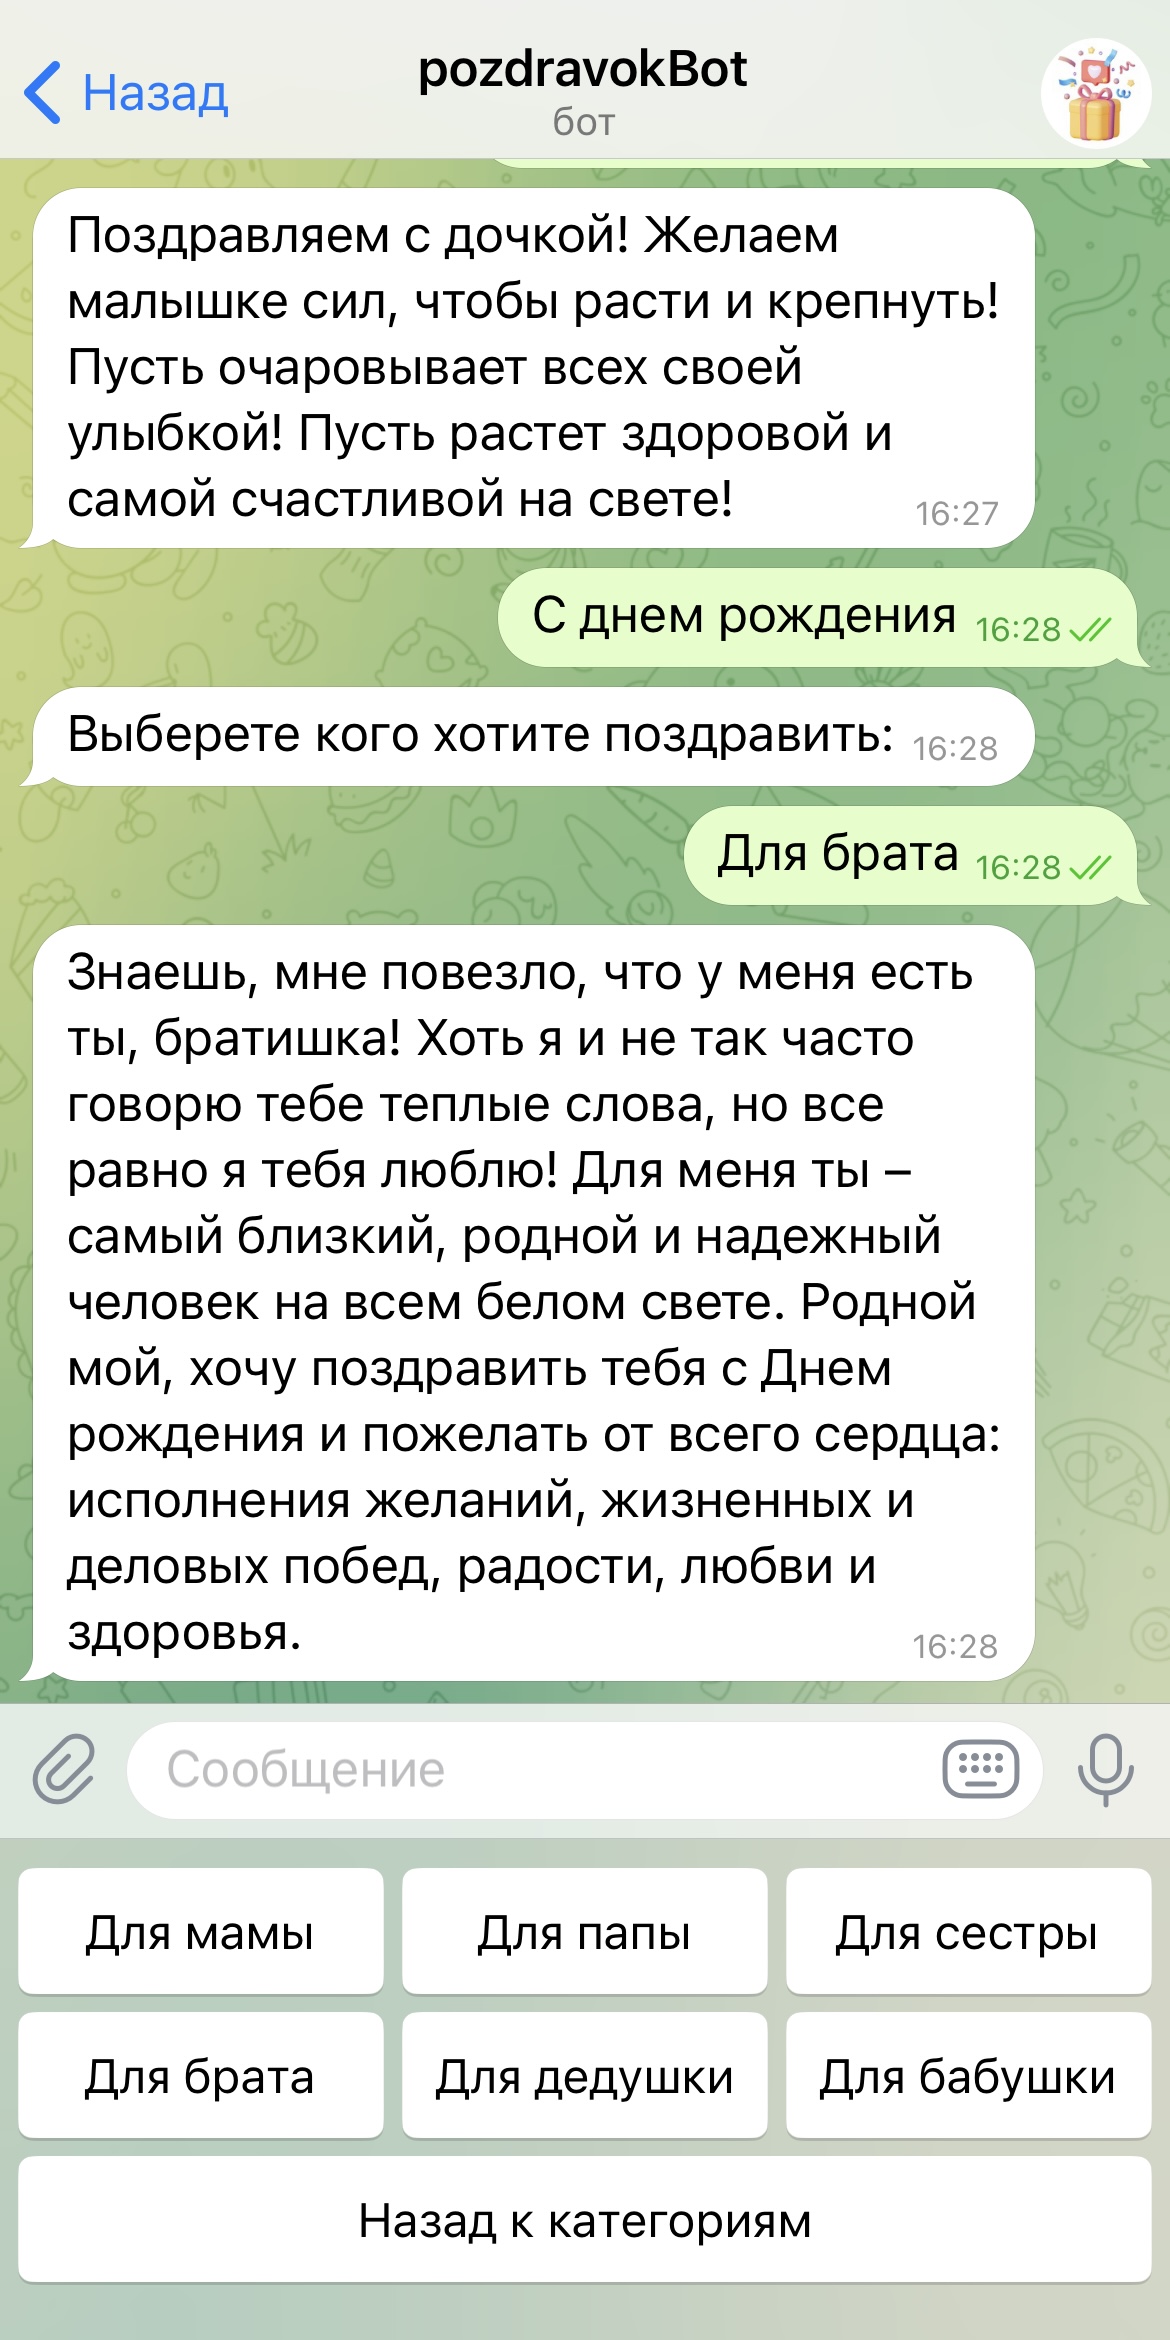 Назад
pozdravokBot
бот
Поздравляем с дочкой! Желаем
малышке сил, чтобы расти и крепнуть!
Пусть очаровывает всех своей
улыбкой! Пусть растет здоровой и
самой счастливой на свете!
16:27
С днем рождения 16:28
Выберете кого хотите поздравить: 16:28
Для брата 16:28
Знаешь, мне повезло, что у меня есть
ты, братишка! Хоть я и не так часто
говорю тебе теплые слова, но все
равно я тебя люблю! Для меня ты –
самый близкий, родной и надежный
человек на всем белом свете. Родной
мой, хочу поздравить тебя с Днем
рождения и пожелать от всего сердца:
исполнения желаний, жизненных и
деловых побед, радости, любви и
здоровья.
16:28
Сообщение
Для мамы Для папы Для сестры
Для брата Для дедушки Для бабушки
Назад к категориям